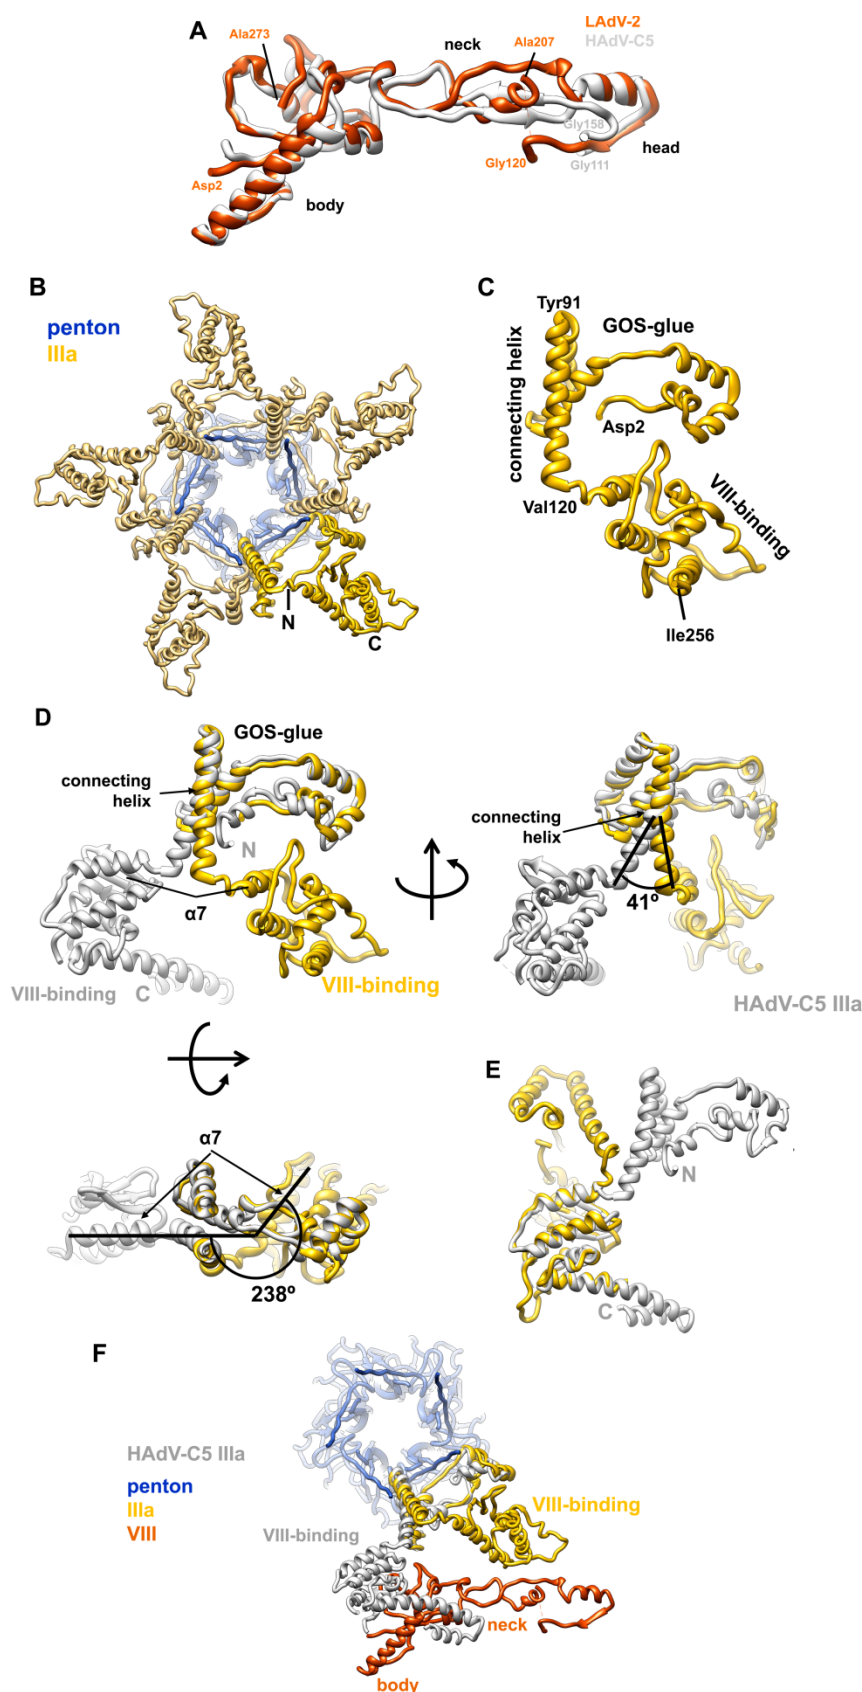 A
LAdV-2
HAdV-C5
Ala273
neck
Ala207
Gly158
Gly120
Gly111
head
Asp2
body
B
penton
IIIa
N
C
C
Tyr91
GOS-glue
connecting helix
Asp2
Val120
VIII-binding
Ile256
D
GOS-glue
connecting
helix
N
α7
VIII-binding
C
VIII-binding
connecting
helix
41º
HAdV-C5 IIIa
α7
238º
E
N
C
F
HAdV-C5 IIIa
penton
IIIa
VIII
VIII-binding
VIII-binding
neck
body